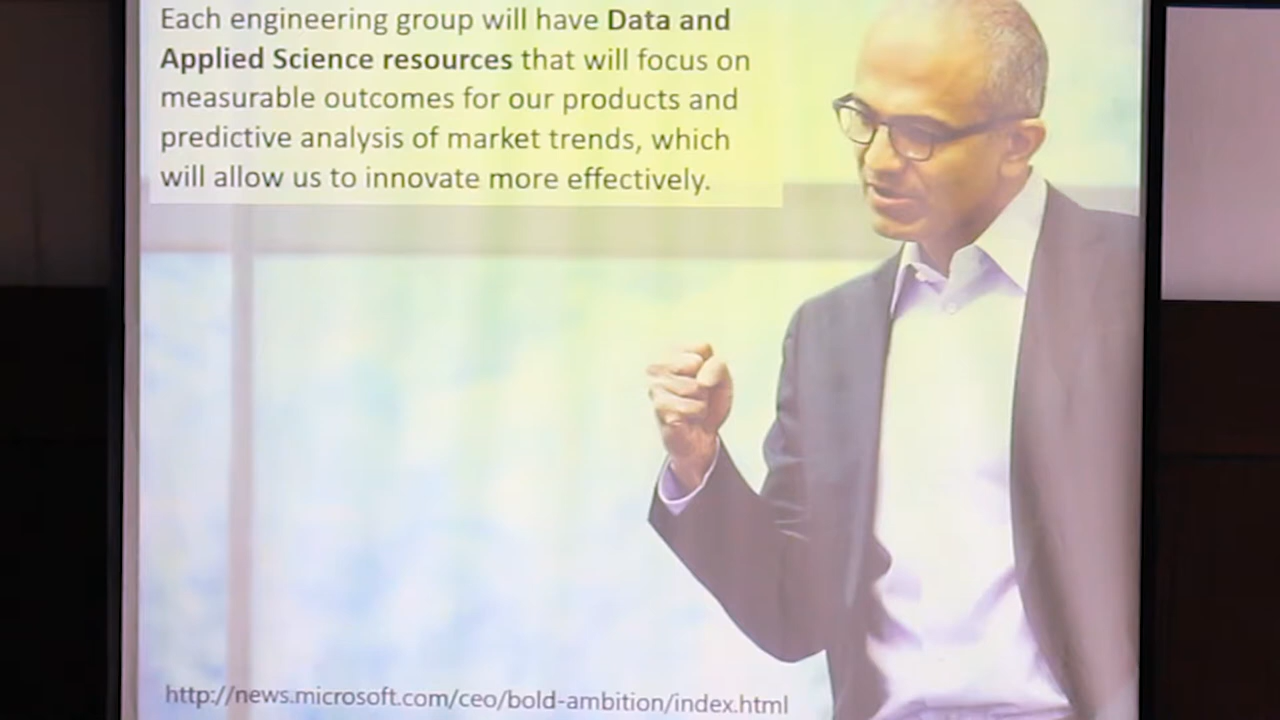 Each engineering group will have Data and
Applied Science resources that will focus on
measurable outcomes for our products and
predictive analysis of market trends, which
will allow us to innovate more effectively.
http://news.microsoft.com/ceo/bold-ambition/index.html